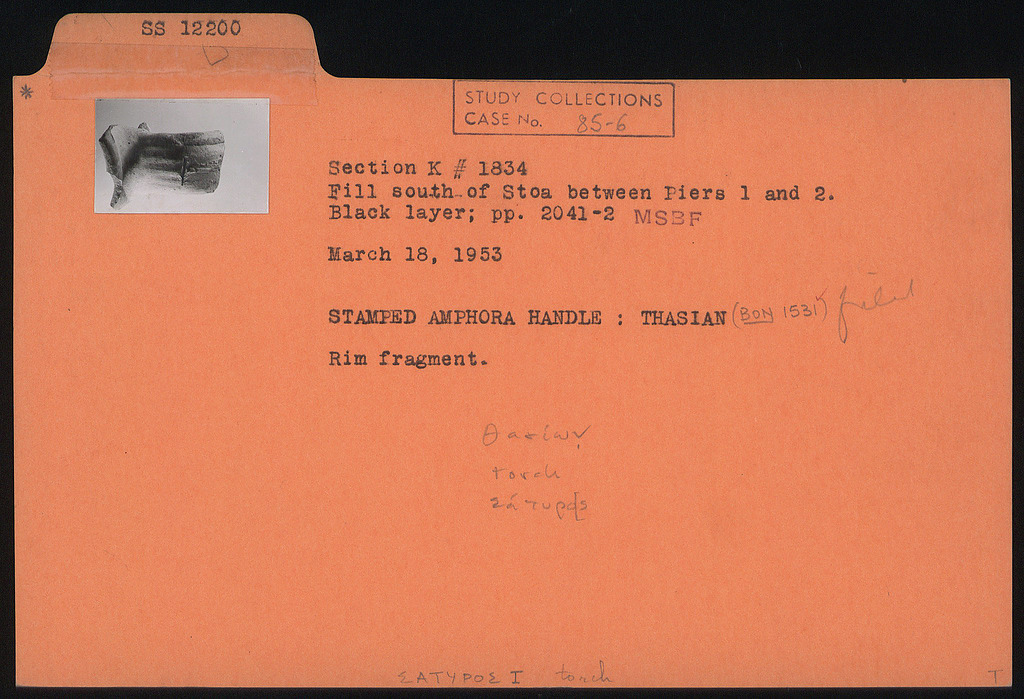 SS 12200
*
STUDY COLLECTIONS
CASE No. 85-6
Section K # 1834
Fill south of Stoa between Piers 1 and 2.
Black layer; pp. 2041-2 MSBF
March 18, 1953
STAMPED AMPHORA HANDLE : THASIAN (BON 1531)
Rim fragment.
Θασίων
torch
Σάτυρο[ς
ΣΑΤΥΡΟΣ I torch
T